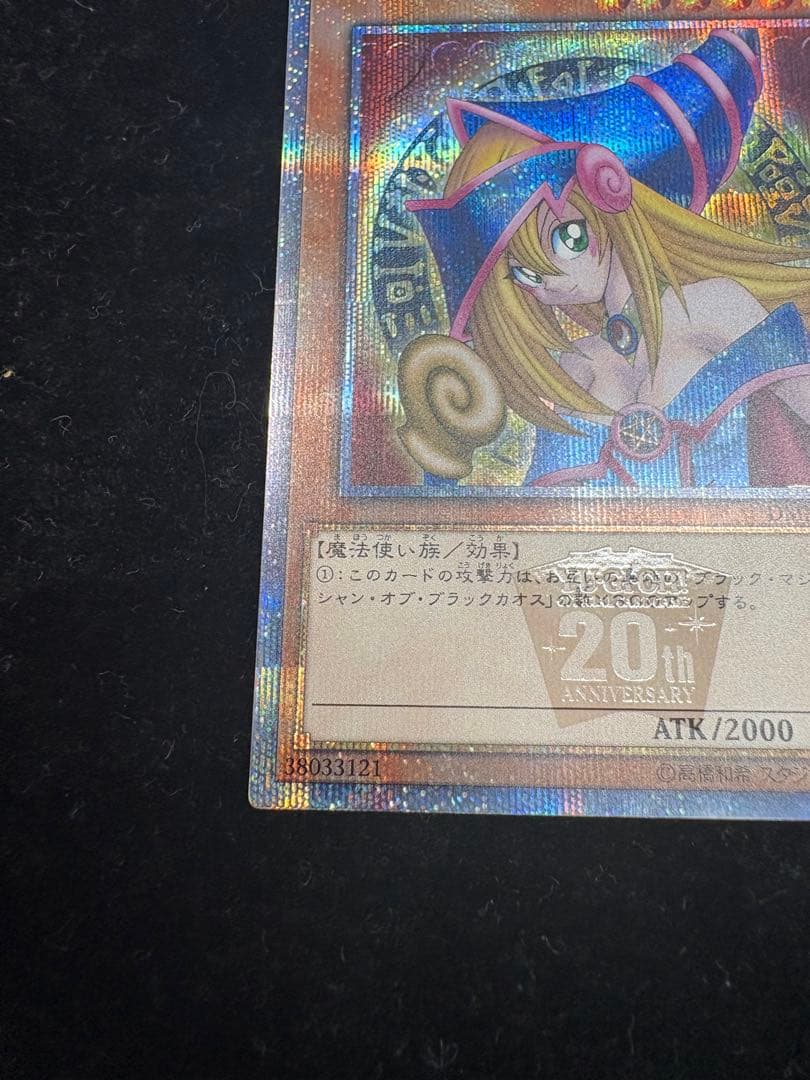 【魔法使い族／効果】
①：このカードの攻撃力は、お互いの墓地の「ブラック・マジ
シャン・オブ・ブラックカオス」の数×300アップする。
20th
ANNIVERSARY
ATK/2000
38033121
©高橋和希 スタジ